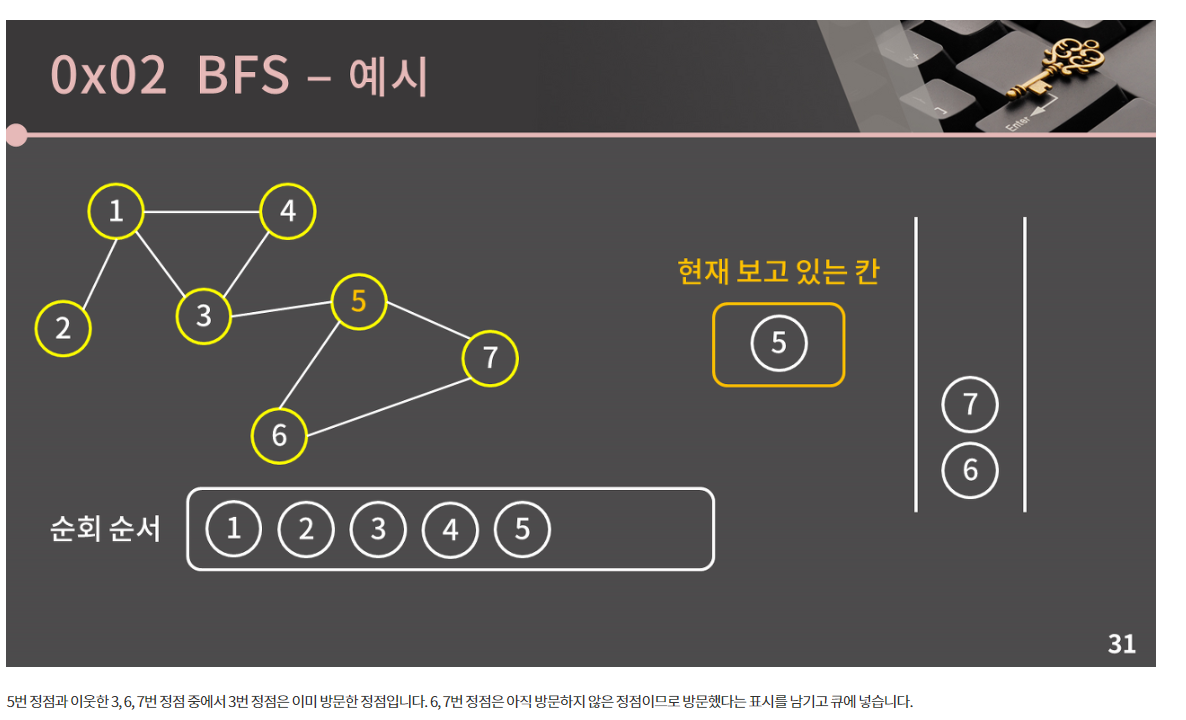 0x02 BFS – 예시
Enter
1
4
2
3
5
7
6
현재 보고 있는 칸
5
7
6
순회 순서
1 2 3 4 5
31
5번 정점과 이웃한 3, 6, 7번 정점 중에서 3번 정점은 이미 방문한 정점입니다. 6, 7번 정점은 아직 방문하지 않은 정점이므로 방문했다는 표시를 남기고 큐에 넣습니다.